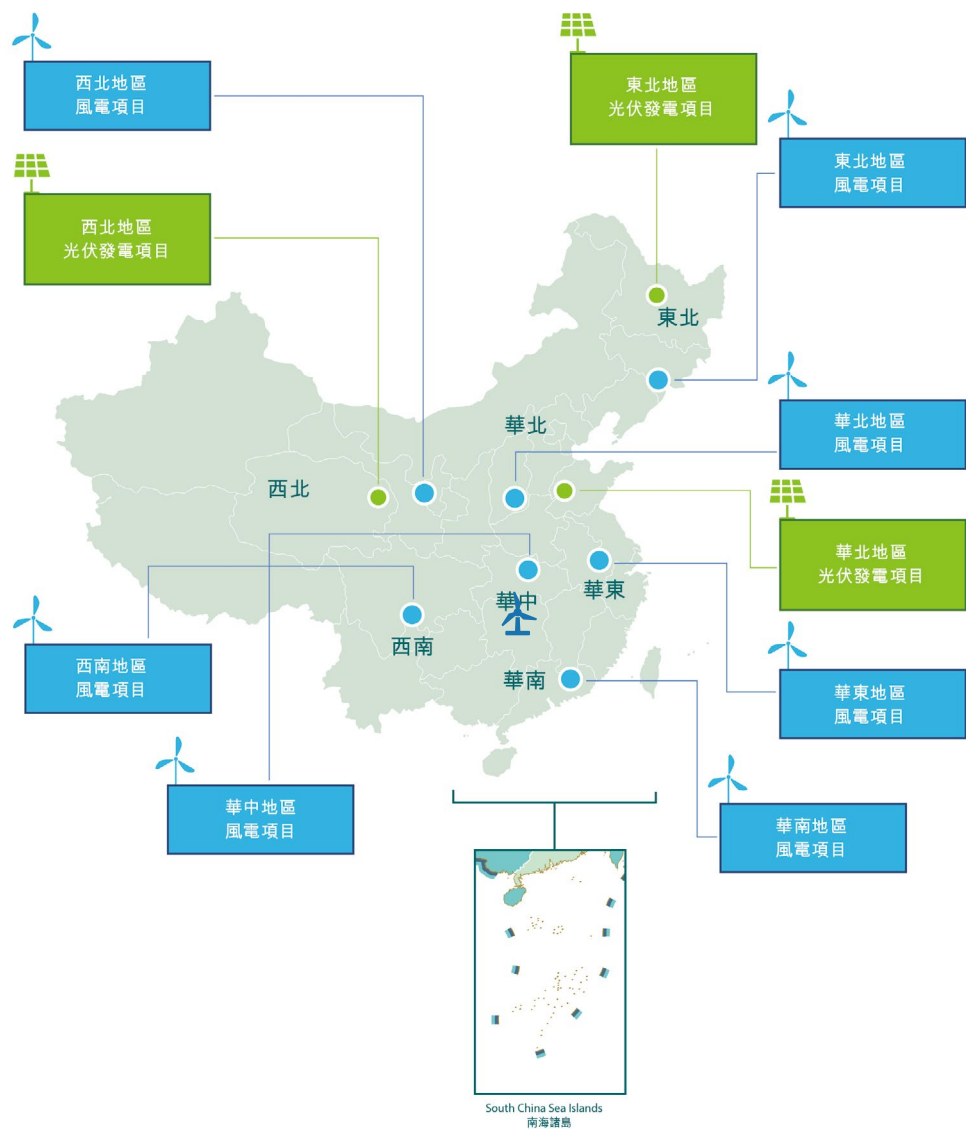 西北地區
風電項目
東北地區
光伏發電項目
東北地區
風電項目
西北地區
光伏發電項目
東北
華北
華北地區
風電項目
西北
華北地區
光伏發電項目
華中
華東
西南
華南
西南地區
風電項目
華東地區
風電項目
華中地區
風電項目
華南地區
風電項目
South China Sea Islands
南海諸島